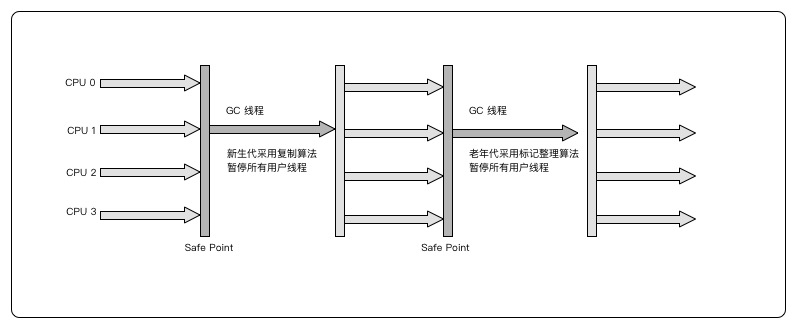 CPU 0
CPU 1
CPU 2
CPU 3
GC 线程
新生代采用复制算法
暂停所有用户线程
GC 线程
老年代采用标记整理算法
暂停所有用户线程
Safe Point
Safe Point